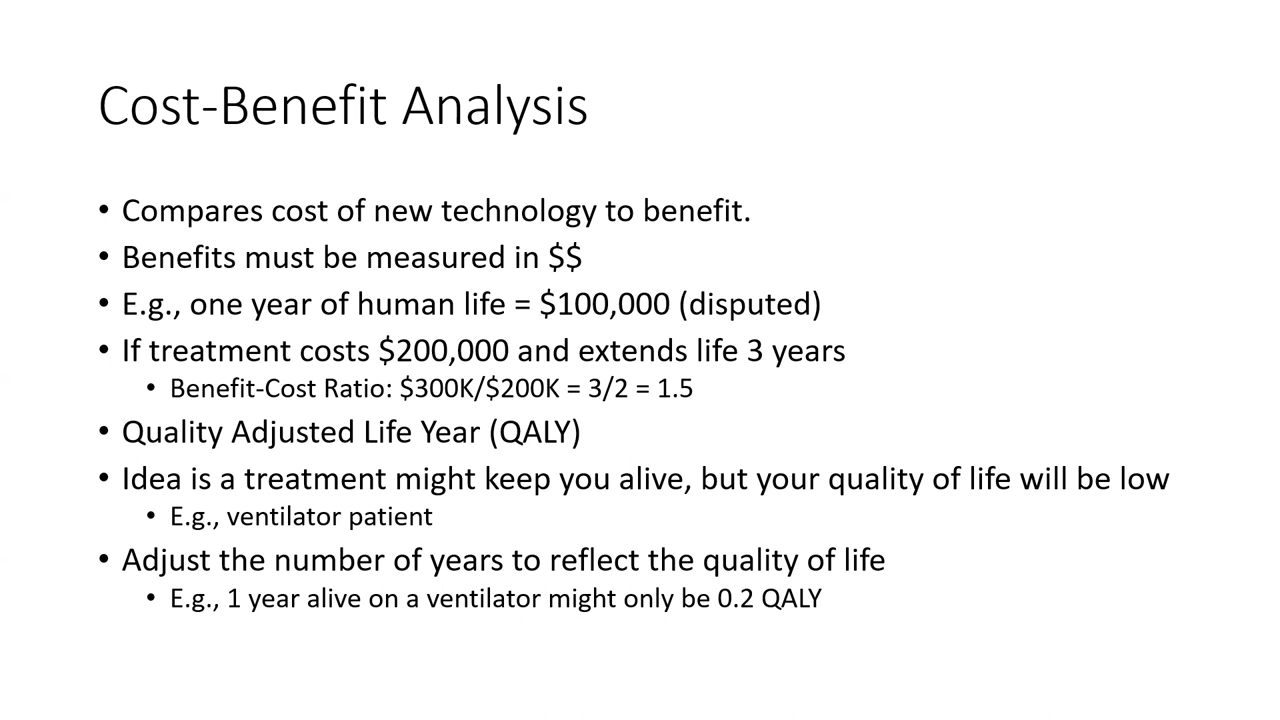 Cost-Benefit Analysis
• Compares cost of new technology to benefit.
• Benefits must be measured in $$
• E.g., one year of human life = $100,000 (disputed)
• If treatment costs $200,000 and extends life 3 years
• Benefit-Cost Ratio: $300K/$200K = 3/2 = 1.5
• Quality Adjusted Life Year (QALY)
• Idea is a treatment might keep you alive, but your quality of life will be low
• E.g., ventilator patient
• Adjust the number of years to reflect the quality of life
• E.g., 1 year alive on a ventilator might only be 0.2 QALY